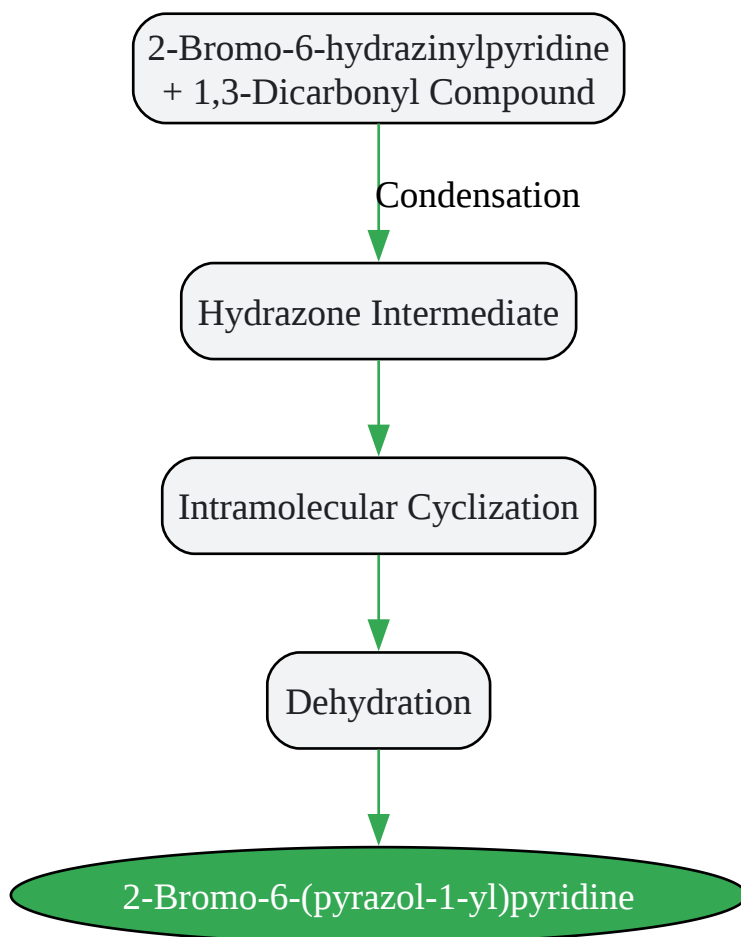 2-Bromo-6-hydrazinylpyridine
+ 1,3-Dicarbonyl Compound
Condensation
Hydrazone Intermediate
Intramolecular Cyclization
Dehydration
2-Bromo-6-(pyrazol-1-yl)pyridine